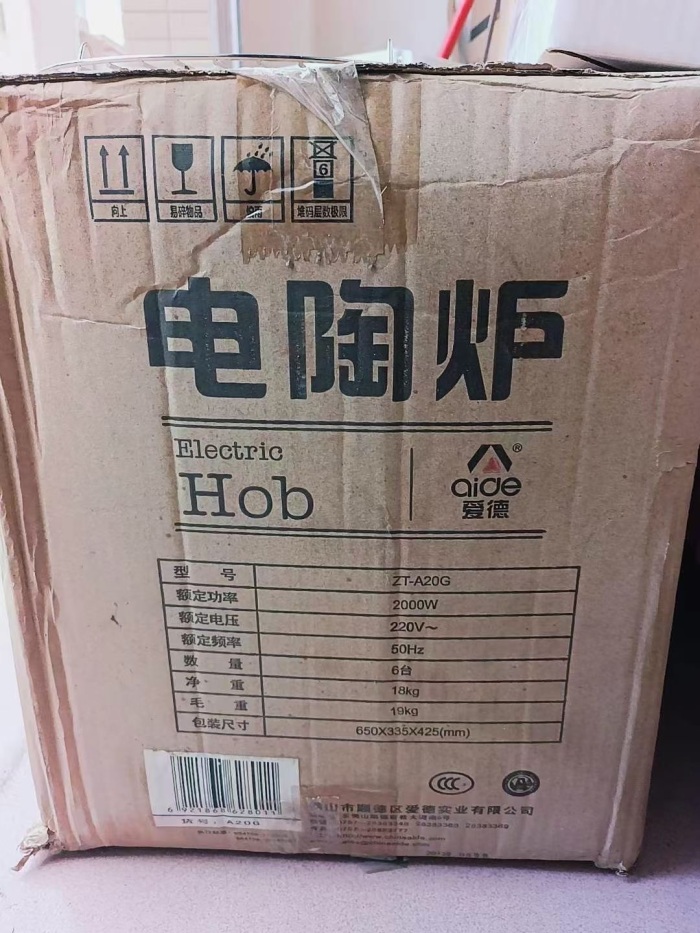 6
向上
易碎物品
怕雨
堆码层数极限
电陶炉
Electric
Hob
®
aide
爱德
型 号 ZT-A20G
额定功率 2000W
额定电压 220V～
额定频率 50Hz
数 量 6台
净 重 18kg
毛 重 19kg
包装尺寸 650X335X425(mm)
货号：A20G
山市顺德区爱德实业有限公司